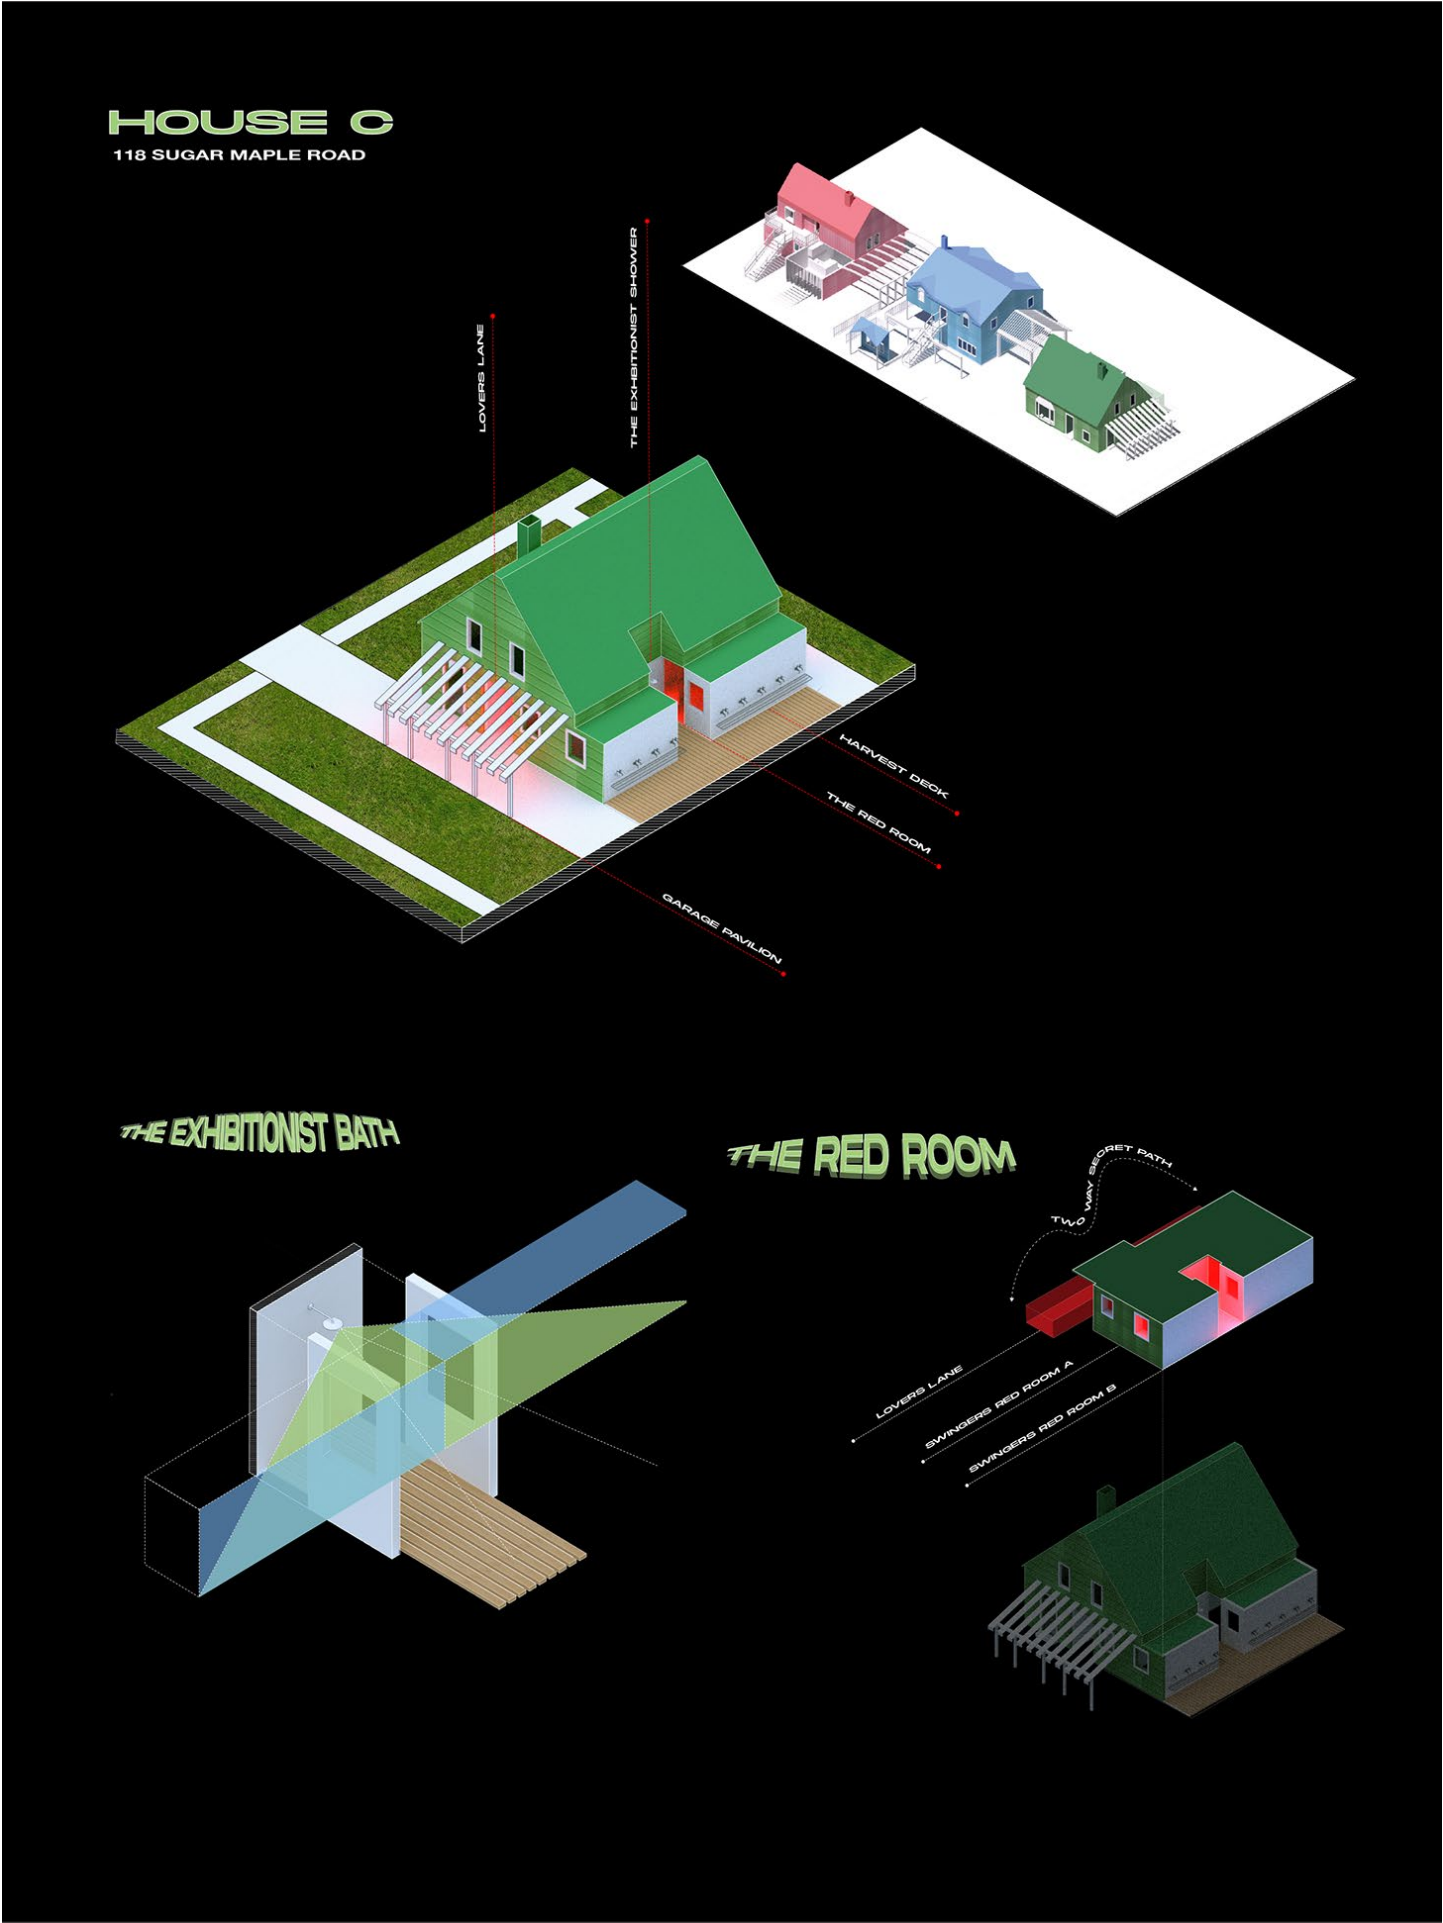 HOUSE C
118 SUGAR MAPLE ROAD
LOVERS LANE
THE EXHBITIONIST SHOWER
HARVEST DECK
THE RED ROOM
GARAGE PAVILION
THE EXHIBITIONIST BATH
THE RED ROOM
TWO WAY SECRET PATH
LOVERS LANE
SWINGERS RED ROOM A
SWINGERS RED ROOM B